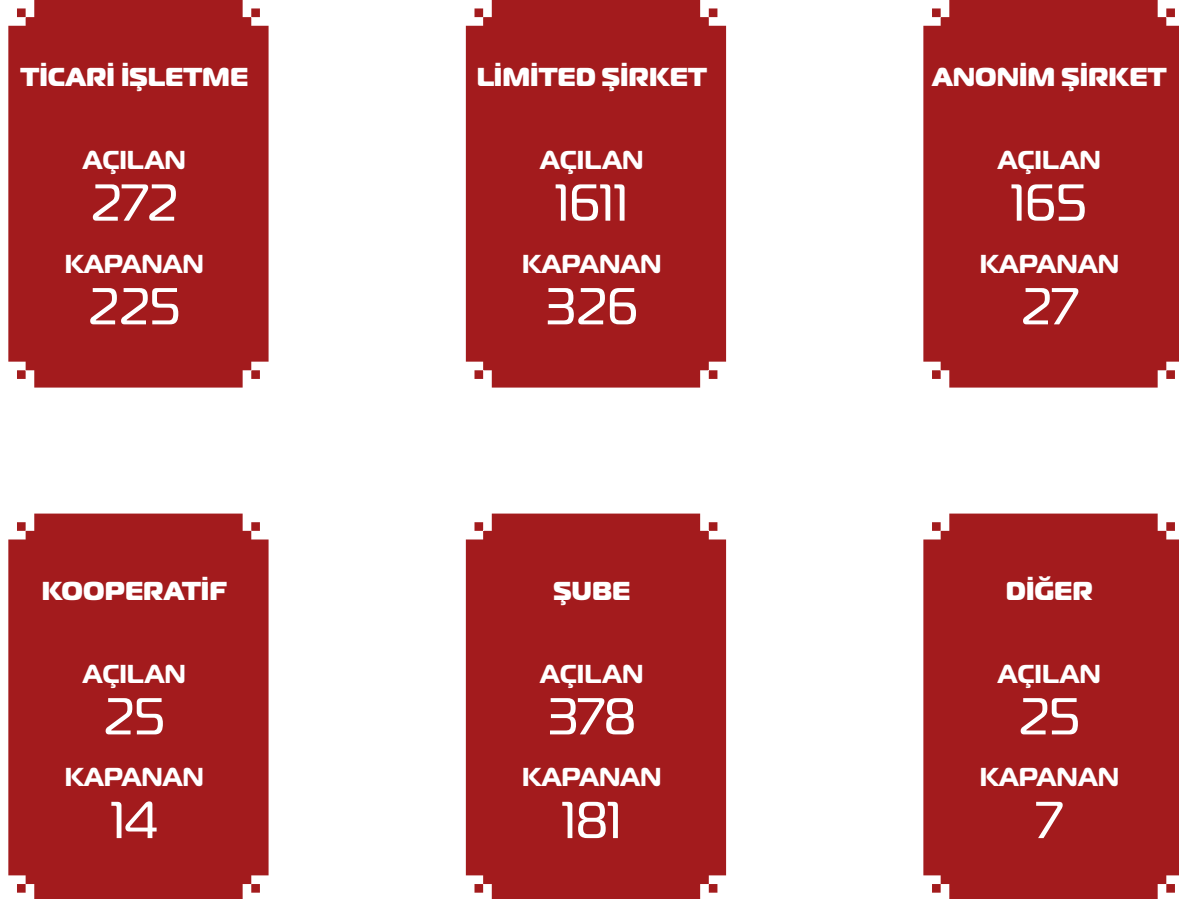 TİCARİ İŞLETME
AÇILAN
272
KAPANAN
225
LİMİTED ŞİRKET
AÇILAN
1611
KAPANAN
326
ANONİM ŞİRKET
AÇILAN
165
KAPANAN
27
KOOPERATİF
AÇILAN
25
KAPANAN
14
ŞUBE
AÇILAN
378
KAPANAN
181
DİĞER
AÇILAN
25
KAPANAN
7